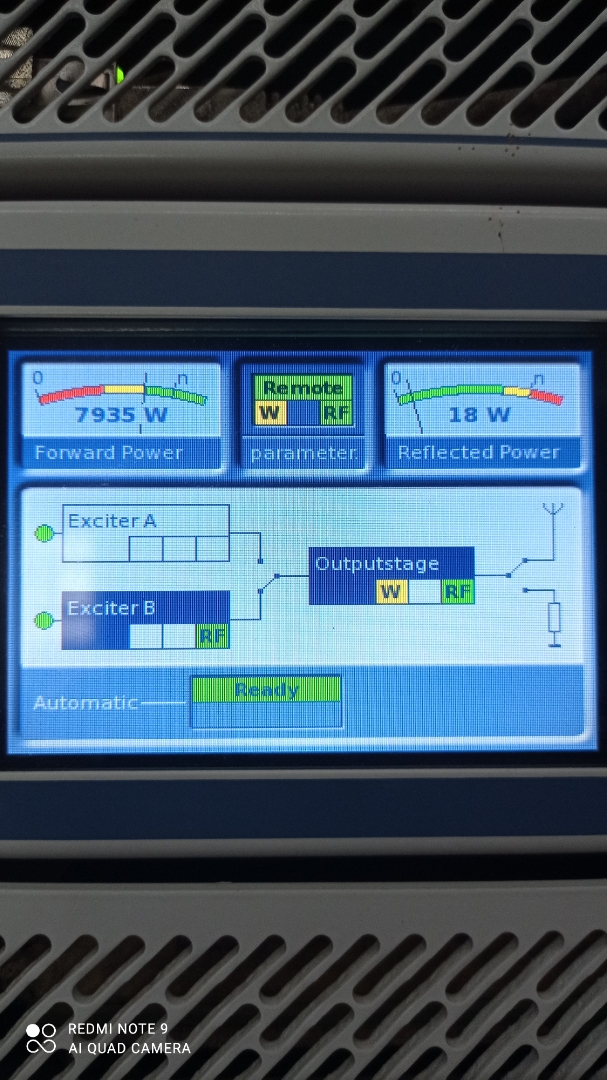 0 n
7935 W
Forward Power
Remote
W RF
parameter.
0 n
18 W
Reflected Power
Exciter A
Exciter B
RF
Outputstage
W RF
Automatic
Ready
REDMI NOTE 9
AI QUAD CAMERA